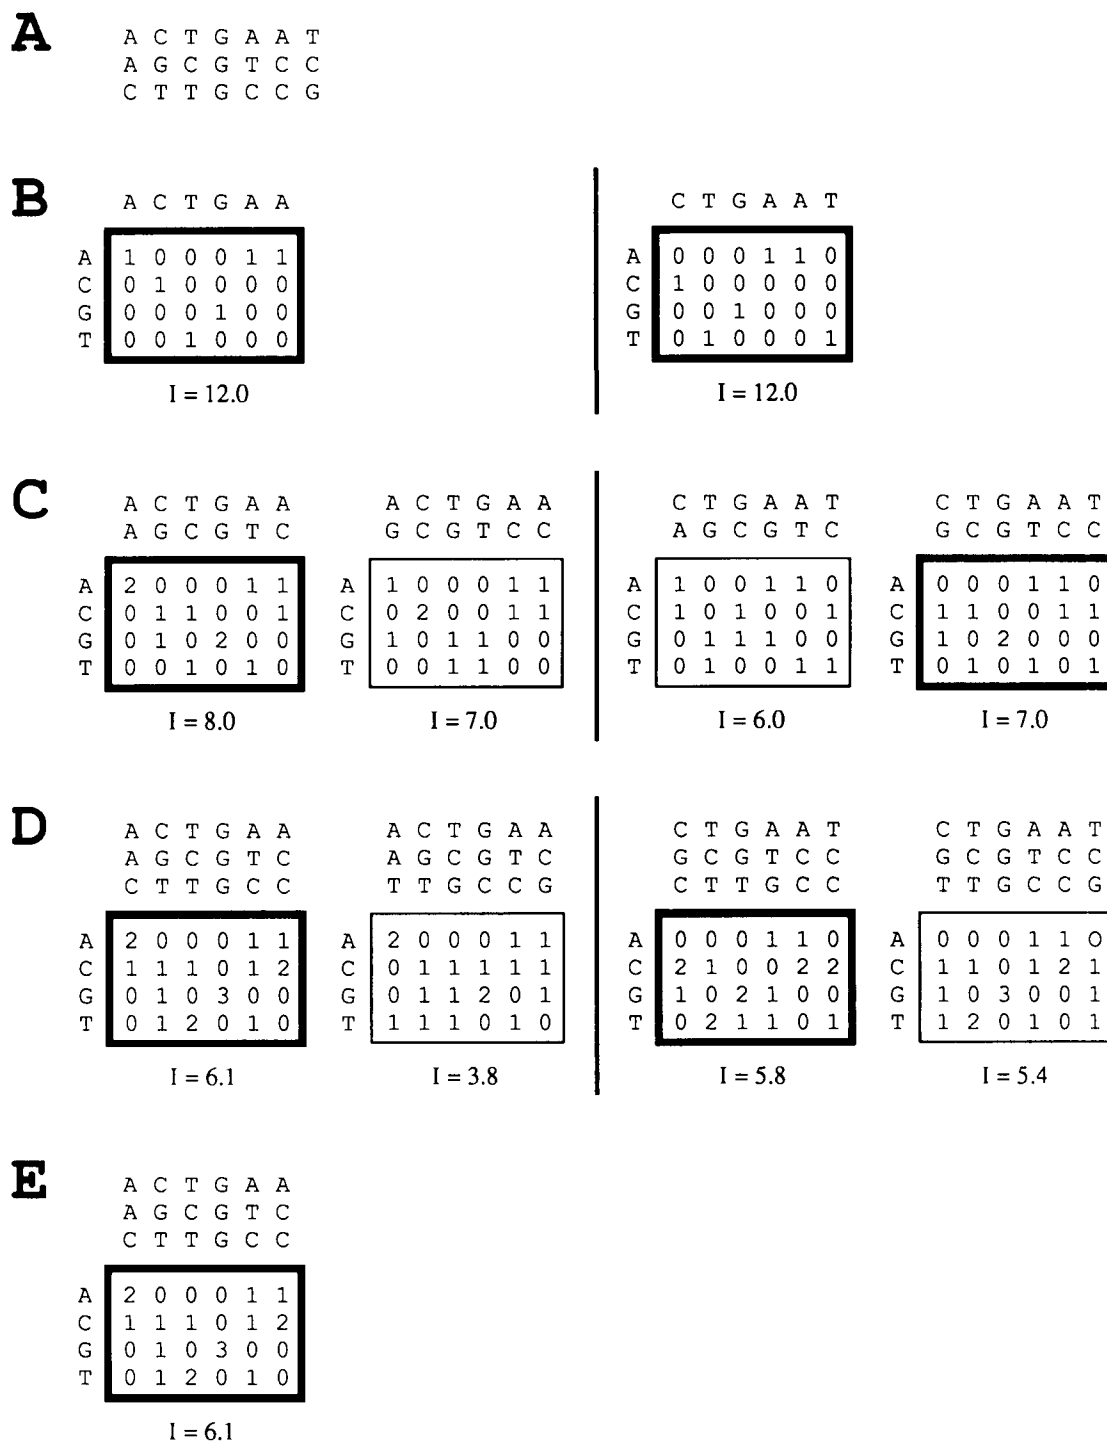 A
A C T G A A T
A G C G T C C
C T T G C C G
B
A C T G A A
A 1 0 0 0 1 1
C 0 1 0 0 0 0
G 0 0 0 1 0 0
T 0 0 1 0 0 0
I = 12.0
C T G A A T
A 0 0 0 1 1 0
C 1 0 0 0 0 0
G 0 0 1 0 0 0
T 0 1 0 0 0 1
I = 12.0
C
A C T G A A
A G C G T C
A 2 0 0 0 1 1
C 0 1 1 0 0 1
G 0 1 0 2 0 0
T 0 0 1 0 1 0
I = 8.0
A C T G A A
G C G T C C
A 1 0 0 0 1 1
C 0 2 0 0 1 1
G 1 0 1 1 0 0
T 0 0 1 1 0 0
I = 7.0
C T G A A T
A G C G T C
A 1 0 0 1 1 0
C 1 0 1 0 0 1
G 0 1 1 1 0 0
T 0 1 0 0 1 1
I = 6.0
C T G A A T
G C G T C C
A 0 0 0 1 1 0
C 1 1 0 0 1 1
G 1 0 2 0 0 0
T 0 1 0 1 0 1
I = 7.0
D
A C T G A A
A G C G T C
C T T G C C
A 2 0 0 0 1 1
C 1 1 1 0 1 2
G 0 1 0 3 0 0
T 0 1 2 0 1 0
I = 6.1
A C T G A A
A G C G T C
T T G C C G
A 2 0 0 0 1 1
C 0 1 1 1 1 1
G 0 1 1 2 0 1
T 1 1 1 0 1 0
I = 3.8
C T G A A T
G C G T C C
C T T G C C
A 0 0 0 1 1 0
C 2 1 0 0 2 2
G 1 0 2 1 0 0
T 0 2 1 1 0 1
I = 5.8
C T G A A T
G C G T C C
T T G C C G
A 0 0 0 1 1 0
C 1 1 0 1 2 1
G 1 0 3 0 0 1
T 1 2 0 1 0 1
I = 5.4
E
A C T G A A
A G C G T C
C T T G C C
A 2 0 0 0 1 1
C 1 1 1 0 1 2
G 0 1 0 3 0 0
T 0 1 2 0 1 0
I = 6.1